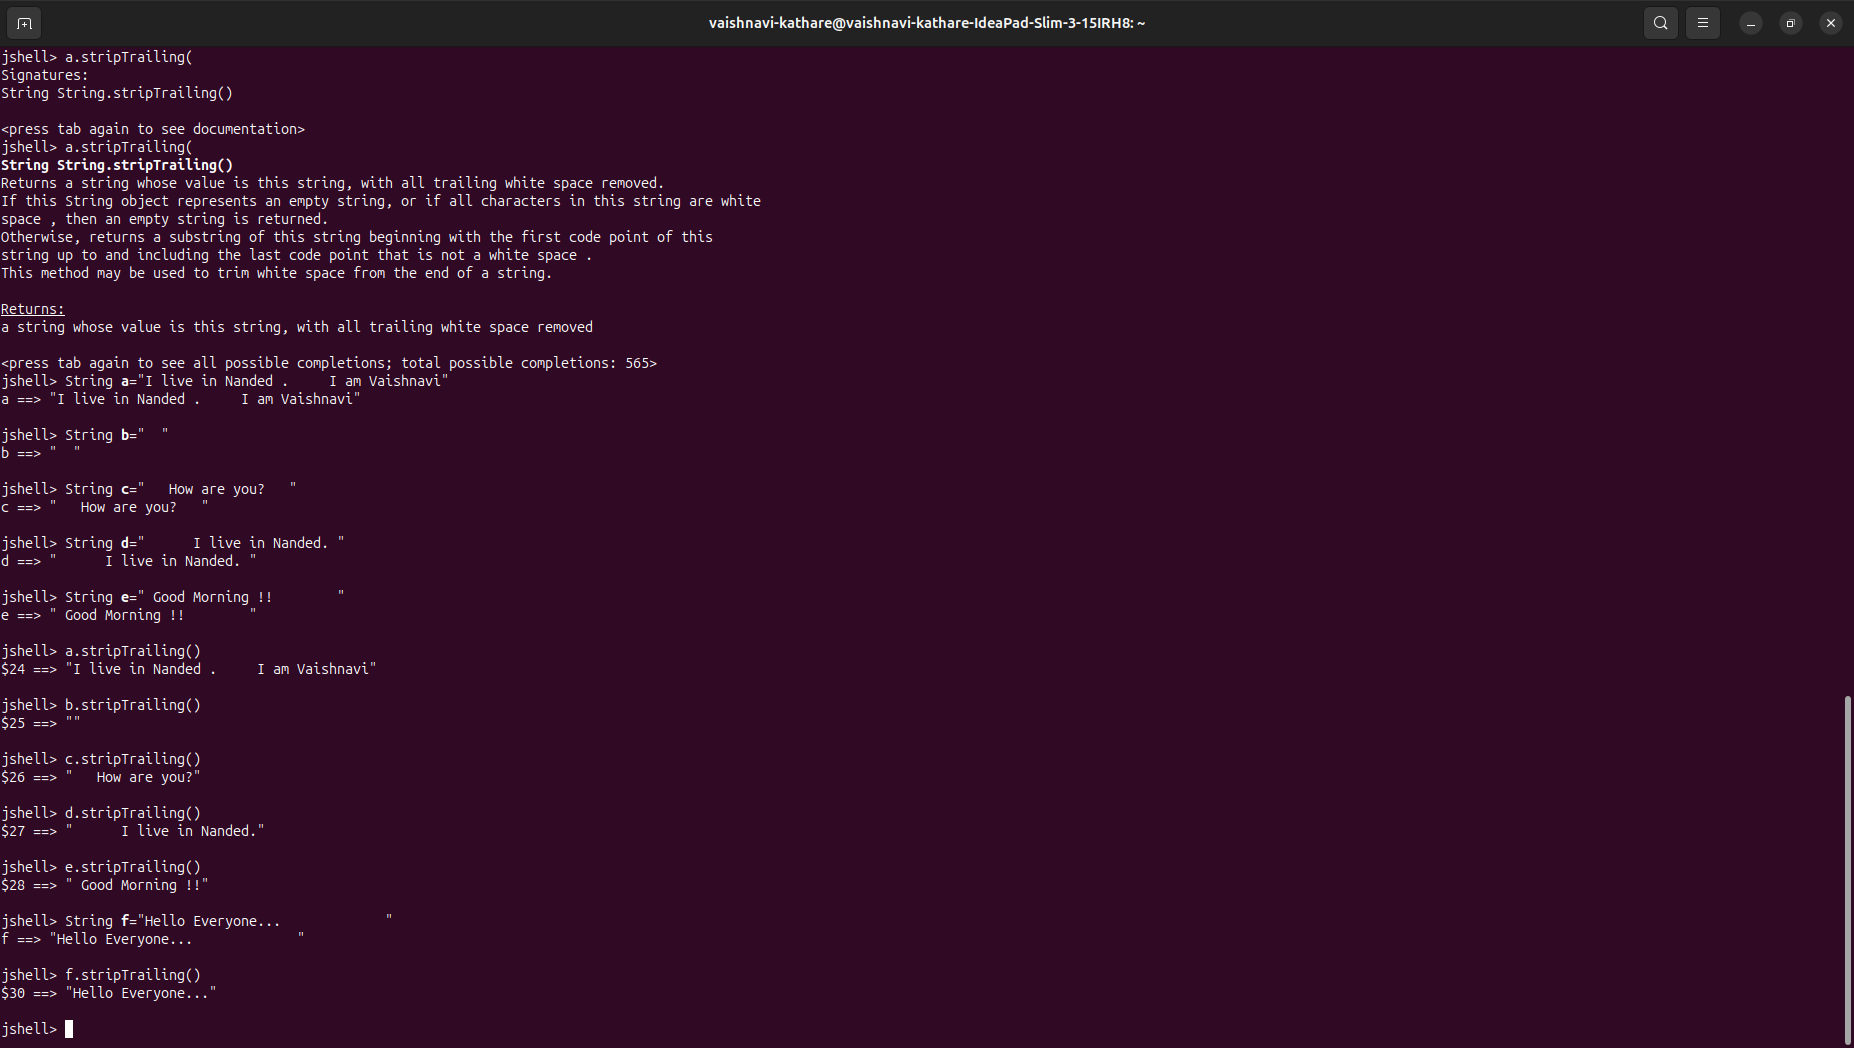 vaishnavi-kathare@vaishnavi-kathare-IdeaPad-Slim-3-15IRH8: ~
jshell> a.stripTrailing(
Signatures:
String String.stripTrailing()

<press tab again to see documentation>
jshell> a.stripTrailing(
String String.stripTrailing()
Returns a string whose value is this string, with all trailing white space removed.
If this String object represents an empty string, or if all characters in this string are white
space , then an empty string is returned.
Otherwise, returns a substring of this string beginning with the first code point of this
string up to and including the last code point that is not a white space .
This method may be used to trim white space from the end of a string.

Returns:
a string whose value is this string, with all trailing white space removed

<press tab again to see all possible completions; total possible completions: 565>
jshell> String a="I live in Nanded .     I am Vaishnavi"
a ==> "I live in Nanded .     I am Vaishnavi"

jshell> String b="  "
b ==> "  "

jshell> String c="   How are you?   "
c ==> "   How are you?   "

jshell> String d="      I live in Nanded. "
d ==> "      I live in Nanded. "

jshell> String e=" Good Morning !!        "
e ==> " Good Morning !!        "

jshell> a.stripTrailing()
$24 ==> "I live in Nanded .     I am Vaishnavi"

jshell> b.stripTrailing()
$25 ==> ""

jshell> c.stripTrailing()
$26 ==> "   How are you?"

jshell> d.stripTrailing()
$27 ==> "      I live in Nanded."

jshell> e.stripTrailing()
$28 ==> " Good Morning !!"

jshell> String f="Hello Everyone...             "
f ==> "Hello Everyone...             "

jshell> f.stripTrailing()
$30 ==> "Hello Everyone..."

jshell>